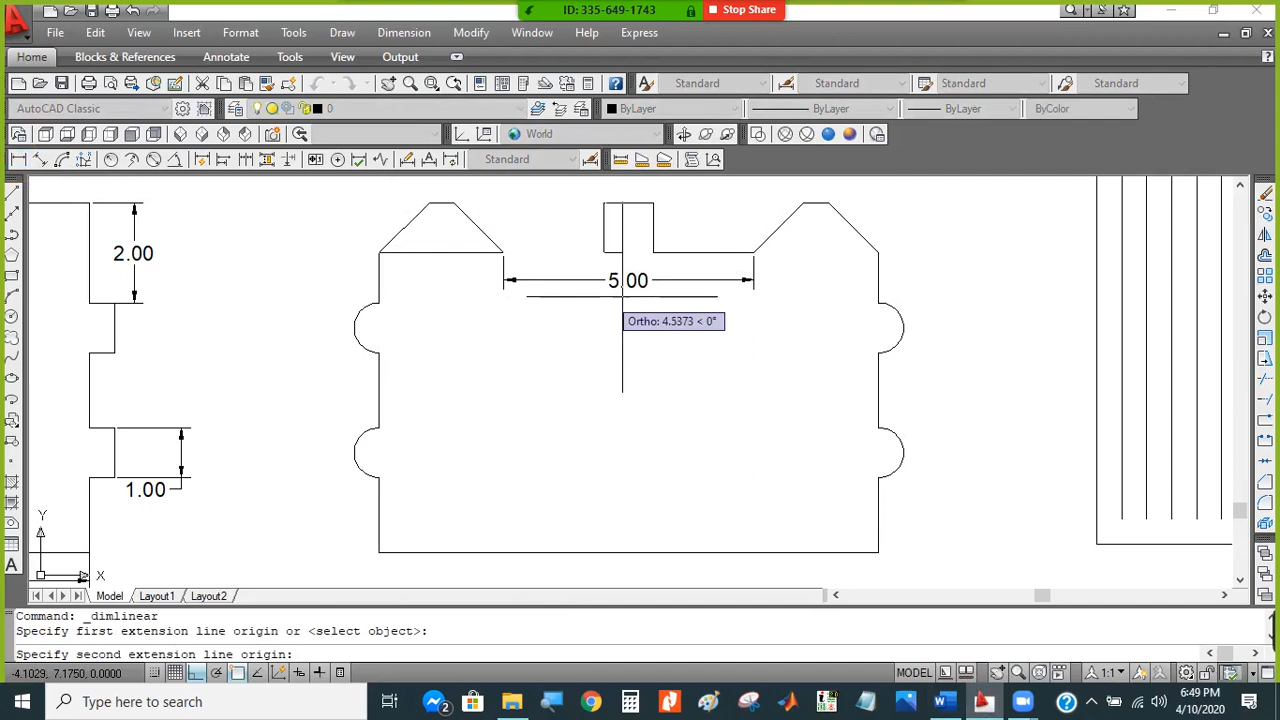 ID: 335-649-1743 Stop Share
File Edit View Insert Format Tools Draw Dimension Modify Window Help Express
Home Blocks & References Annotate Tools View Output
Standard Standard Standard Standard
AutoCAD Classic 0 ByLayer ByLayer ByLayer ByColor
World
Standard
2.00
5.00
Ortho: 4.5373 < 0°
1.00
Y
X
A
Model Layout1 Layout2
Command: _dimlinear
Specify first extension line origin or <select object>:
Specify second extension line origin:
-4.1029, 7.1750, 0.0000 MODEL 1:1
Type here to search
2
6:49 PM
4/10/2020